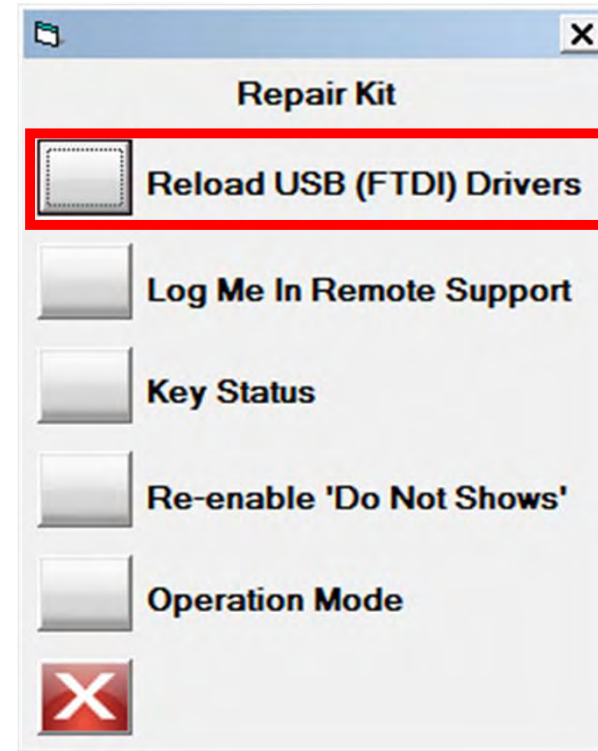 Repair Kit
Reload USB (FTDI) Drivers
Log Me In Remote Support
Key Status
Re-enable 'Do Not Shows'
Operation Mode